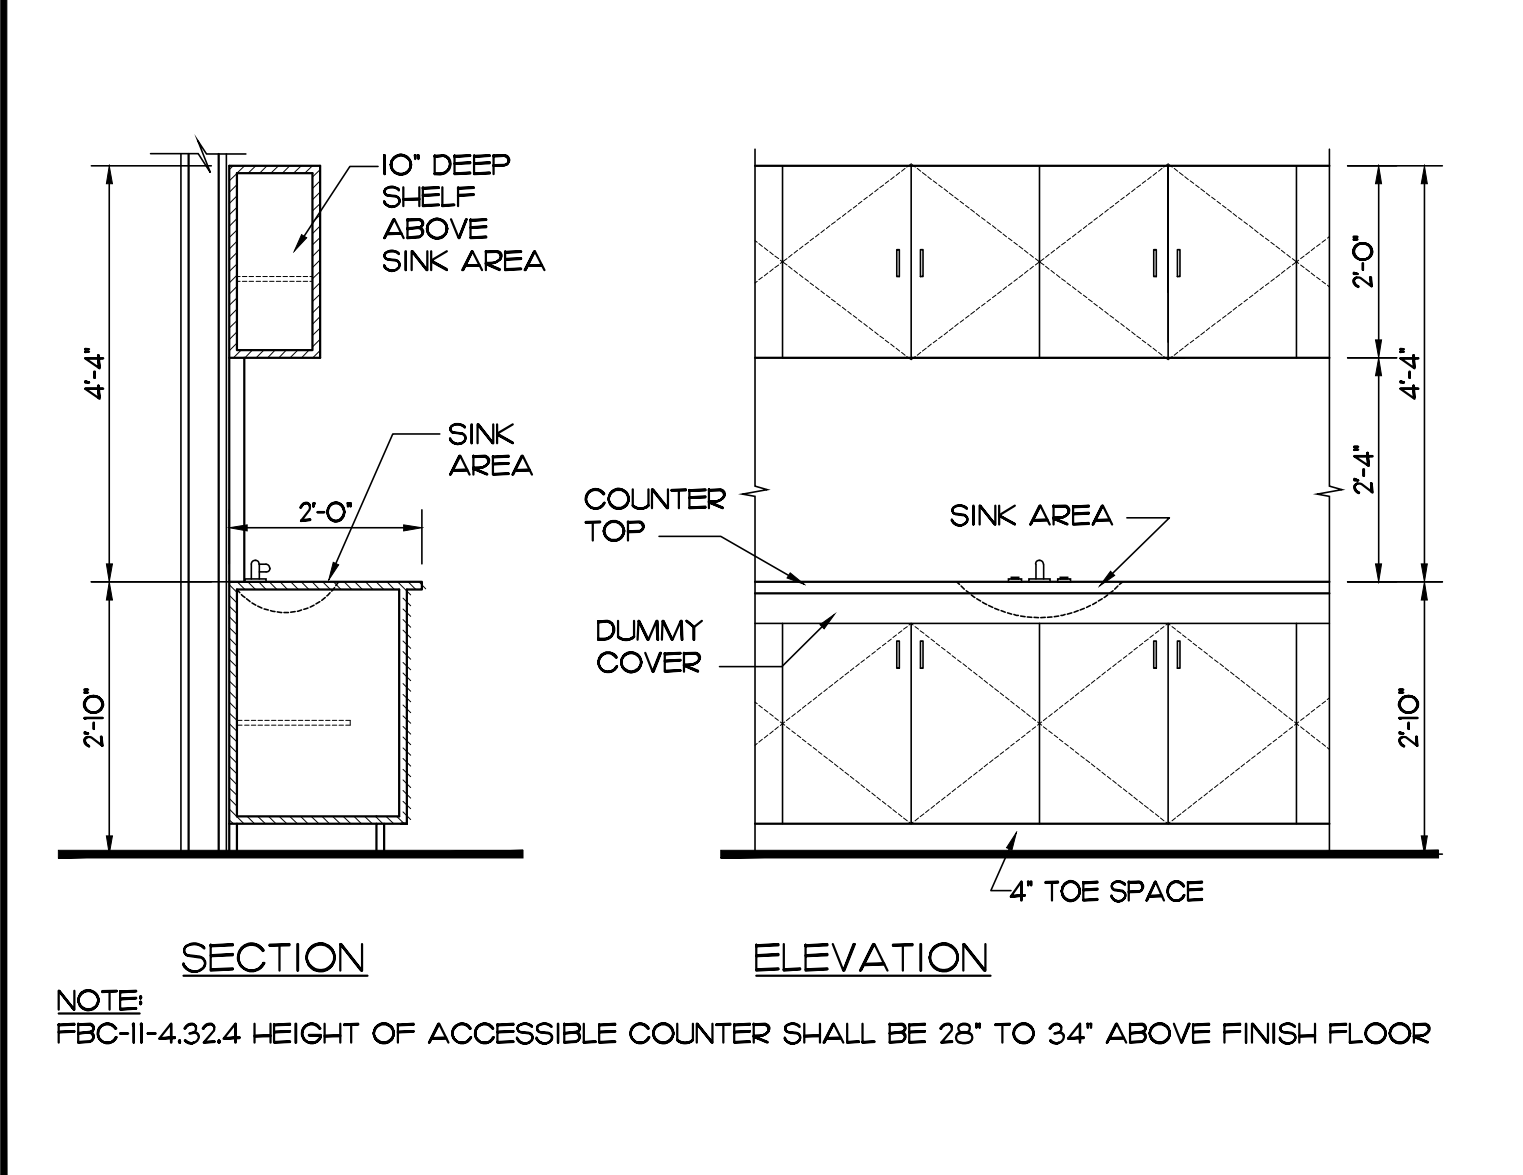 10" DEEP
SHELF
ABOVE
SINK AREA
4'-4"
SINK
AREA
2'-0"
2'-10"
2'-0"
4'-4"
2'-4"
COUNTER
TOP
SINK AREA
DUMMY
COVER
2'-10"
4" TOE SPACE
SECTION
ELEVATION
NOTE:
FBC-11-4.32.4 HEIGHT OF ACCESSIBLE COUNTER SHALL BE 28" TO 34" ABOVE FINISH FLOOR